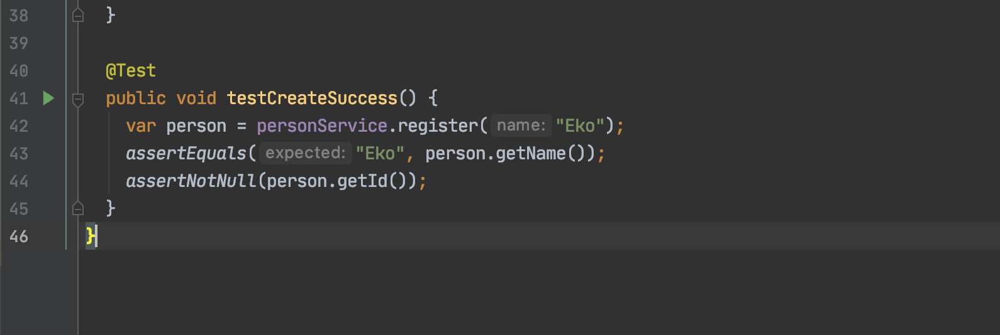 38 }
39
40 @Test
41 public void testCreateSuccess() {
42 var person = personService.register( name: "Eko");
43 assertEquals( expected: "Eko", person.getName());
44 assertNotNull(person.getId());
45 }
46 }